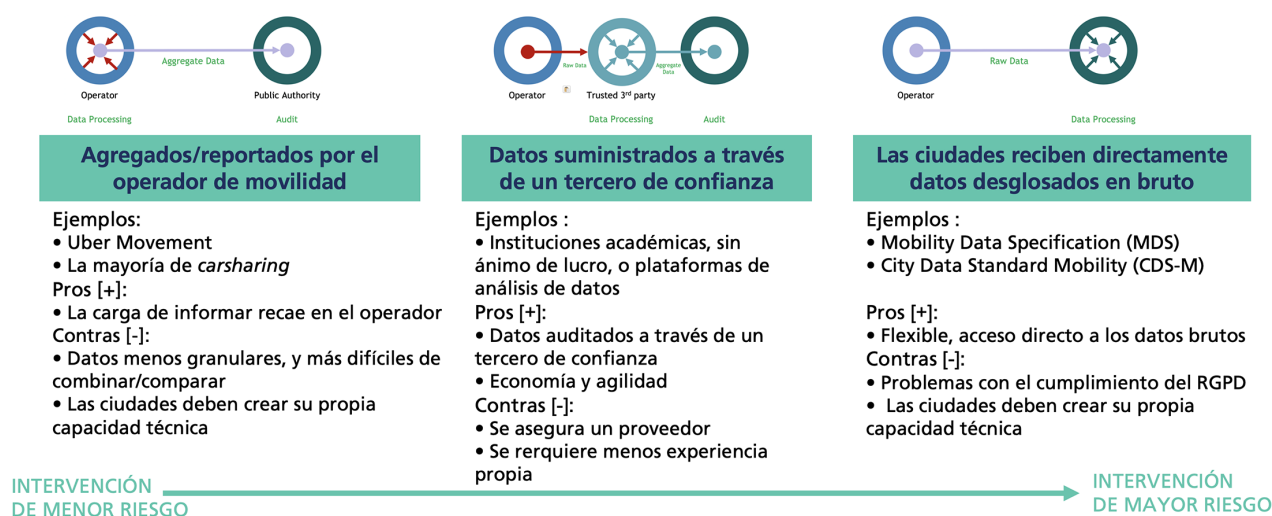 Aggregate Data
Operator
Public Authority
Data Processing
Audit
Agregados/reportados por el
operador de movilidad
Ejemplos:
• Uber Movement
• La mayoría de carsharing
Pros [+]:
• La carga de informar recae en el operador
Contras [-]:
• Datos menos granulares, y más difíciles de
combinar/comparar
• Las ciudades deben crear su propia
capacidad técnica
Raw Data
Aggregate
Data
Operator
Trusted 3rd party
Data Processing
Audit
Datos suministrados a través
de un tercero de confianza
Ejemplos :
• Instituciones académicas, sin
ánimo de lucro, o plataformas de
análisis de datos
Pros [+]:
• Datos auditados a través de un
tercero de confianza
• Economía y agilidad
Contras [-]:
• Se asegura un proveedor
• Se rerquiere menos experiencia
propia
Raw Data
Operator
Data Processing
Las ciudades reciben directamente
datos desglosados en bruto
Ejemplos :
• Mobility Data Specification (MDS)
• City Data Standard Mobility (CDS-M)
Pros [+]:
• Flexible, acceso directo a los datos brutos
Contras [-]:
• Problemas con el cumplimiento del RGPD
• Las ciudades deben crear su propia
capacidad técnica
INTERVENCIÓN
DE MENOR RIESGO
INTERVENCIÓN
DE MAYOR RIESGO